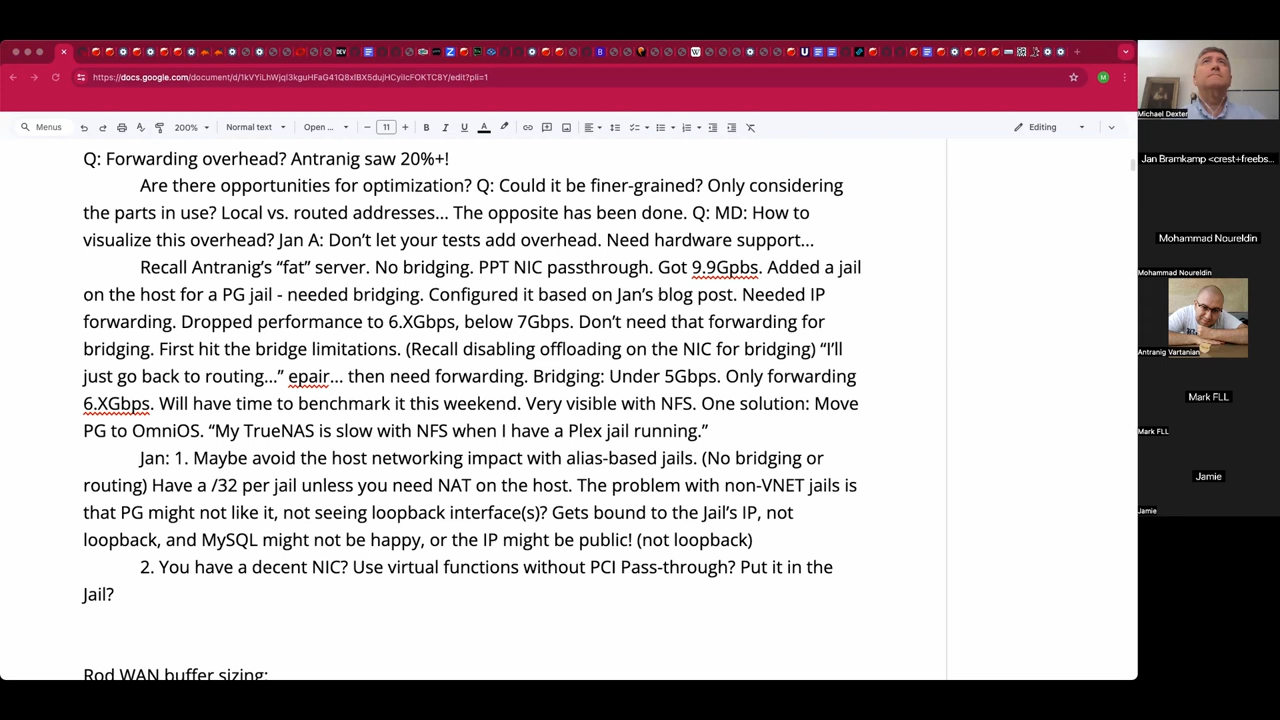 https://docs.google.com/document/d/1kVYiLhWjqI3kguHFaG41Q8xIBX5dujHCyiIcFOKTC8Y/edit?pli=1
Menus
200%
Normal text
Open ...
11
Editing
Q: Forwarding overhead? Antranig saw 20%+!
Are there opportunities for optimization? Q: Could it be finer-grained? Only considering
the parts in use? Local vs. routed addresses... The opposite has been done. Q: MD: How to
visualize this overhead? Jan A: Don’t let your tests add overhead. Need hardware support...
Recall Antranig’s “fat” server. No bridging. PPT NIC passthrough. Got 9.9Gpbs. Added a jail
on the host for a PG jail - needed bridging. Configured it based on Jan’s blog post. Needed IP
forwarding. Dropped performance to 6.XGbps, below 7Gbps. Don’t need that forwarding for
bridging. First hit the bridge limitations. (Recall disabling offloading on the NIC for bridging) “I’ll
just go back to routing...” epair... then need forwarding. Bridging: Under 5Gbps. Only forwarding
6.XGbps. Will have time to benchmark it this weekend. Very visible with NFS. One solution: Move
PG to OmniOS. “My TrueNAS is slow with NFS when I have a Plex jail running.”
Jan: 1. Maybe avoid the host networking impact with alias-based jails. (No bridging or
routing) Have a /32 per jail unless you need NAT on the host. The problem with non-VNET jails is
that PG might not like it, not seeing loopback interface(s)? Gets bound to the Jail’s IP, not
loopback, and MySQL might not be happy, or the IP might be public! (not loopback)
2. You have a decent NIC? Use virtual functions without PCI Pass-through? Put it in the
Jail?
Rod WAN buffer sizing:
Michael Dexter
Jan Bramkamp <crest+freebs...
Mohammad Noureldin
Mohammad Noureldin
Antranig Vartanian
Mark FLL
Mark FLL
Jamie
Jamie